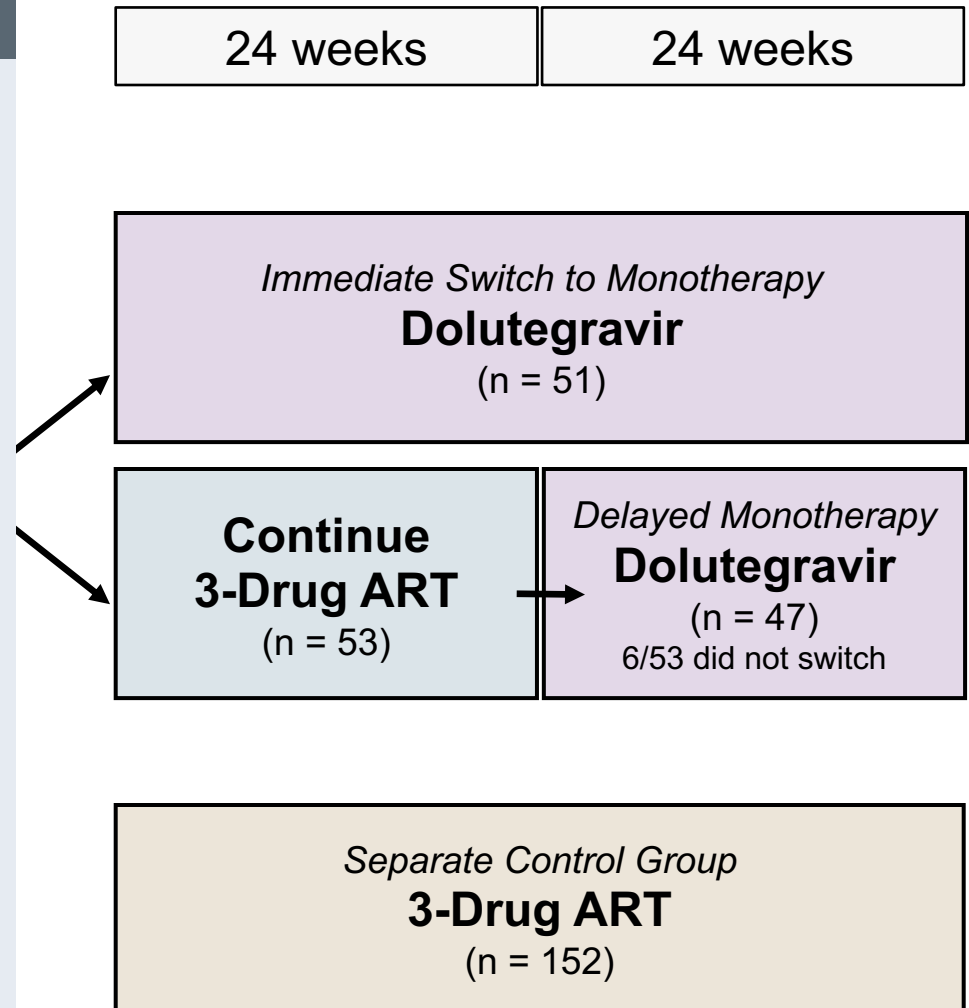 24 weeks
24 weeks
Immediate Switch to Monotherapy
Dolutegravir
(n = 51)
Continue
3-Drug ART
(n = 53)
Delayed Monotherapy
Dolutegravir
(n = 47)
6/53 did not switch
Separate Control Group
3-Drug ART
(n = 152)